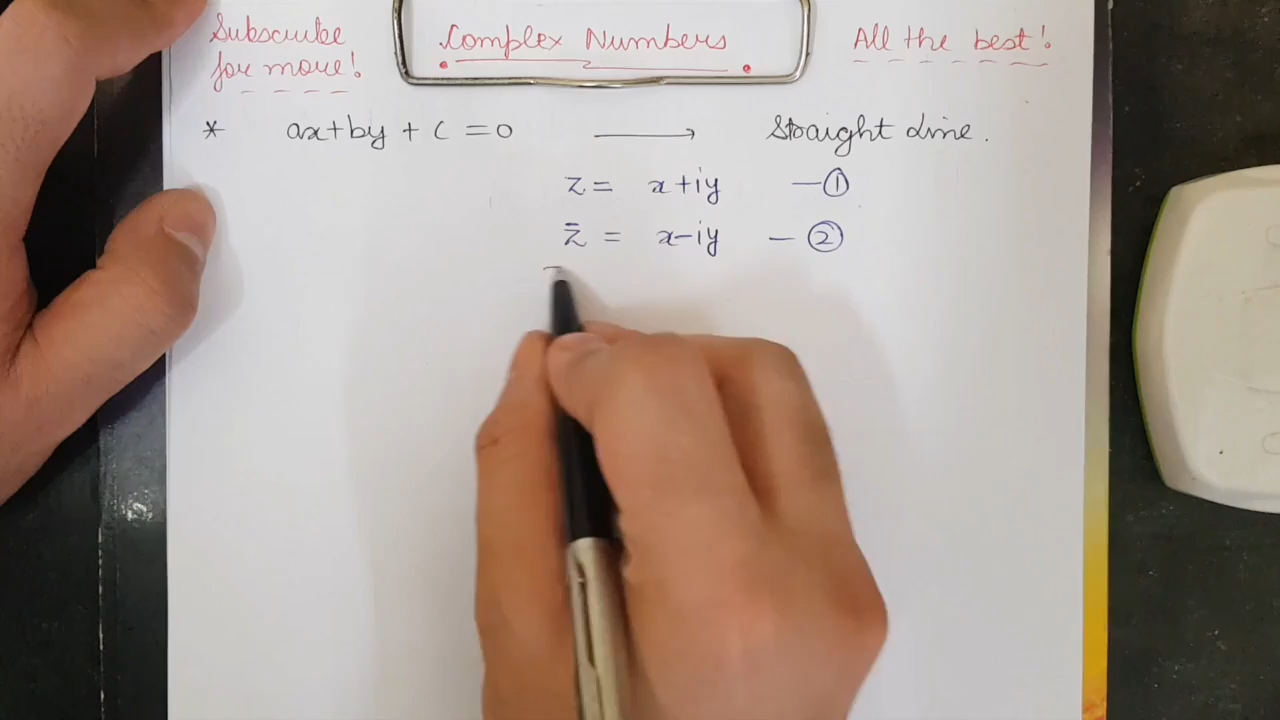 Subscribe
for more!
Complex Numbers
All the best!
* ax+by+c=0 → Straight Line.
z = x+iy —①
z̄ = x-iy —②